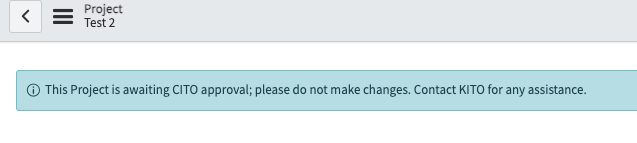 Project
Test 2
This Project is awaiting CITO approval; please do not make changes. Contact KITO for any assistance.